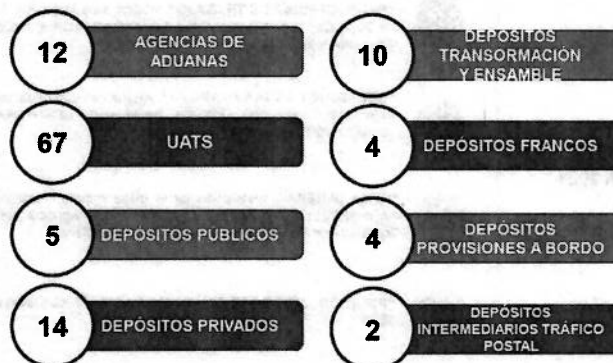 12
AGENCIAS DE
ADUANAS
67
UATS
5
DEPÓSITOS PÚBLICOS
14
DEPÓSITOS PRIVADOS
10
DEPÓSITOS
TRANSORMACIÓN
Y ENSAMBLE
4
DEPÓSITOS FRANCOS
4
DEPÓSITOS
PROVISIONES A BORDO
2
DEPÓSITOS
INTERMEDIARIOS TRÁFICO
POSTAL